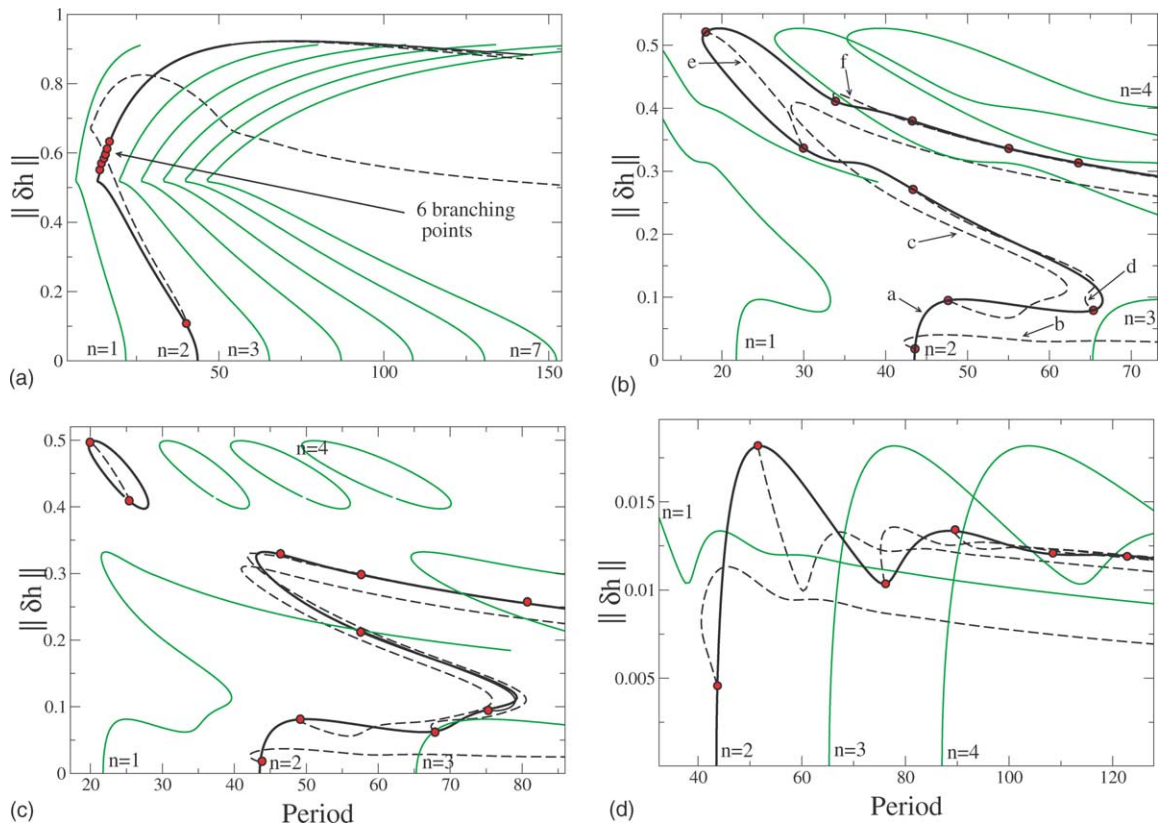 1
0.8
0.6
0.4
0.2
0
|| δh ||
50 75 100 125 150
n=1 n=2 n=3 n=7
6 branching
points
(a)
0.5
0.4
0.3
0.2
0.1
0
|| δh ||
20 30 40 50 60 70
e f n=4
c d
a b
n=1 n=2 n=3
(b)
0.5
0.4
0.3
0.2
0.1
0
|| δh ||
20 30 40 50 60 70 80
n=4
n=1 n=2 n=3
Period
(c)
0.015
0.01
0.005
|| δh ||
40 60 80 100 120
n=1
n=2 n=3 n=4
Period
(d)